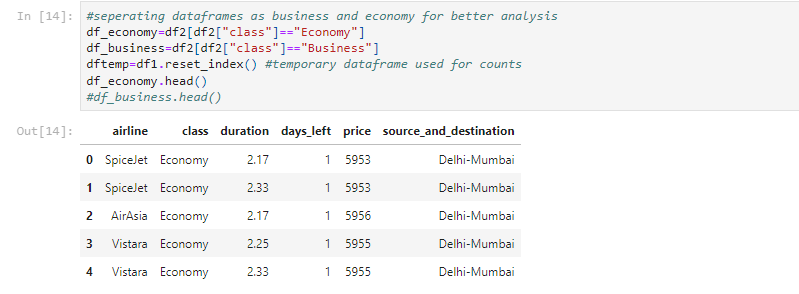 In [14]: #seperating dataframes as business and economy for better analysis
df_economy=df2[df2["class"]=="Economy"]
df_business=df2[df2["class"]=="Business"]
dftemp=df1.reset_index() #temporary dataframe used for counts
df_economy.head()
#df_business.head()
Out[14]:
airline class duration days_left price source_and_destination
0 SpiceJet Economy 2.17 1 5953 Delhi-Mumbai
1 SpiceJet Economy 2.33 1 5953 Delhi-Mumbai
2 AirAsia Economy 2.17 1 5956 Delhi-Mumbai
3 Vistara Economy 2.25 1 5955 Delhi-Mumbai
4 Vistara Economy 2.33 1 5955 Delhi-Mumbai